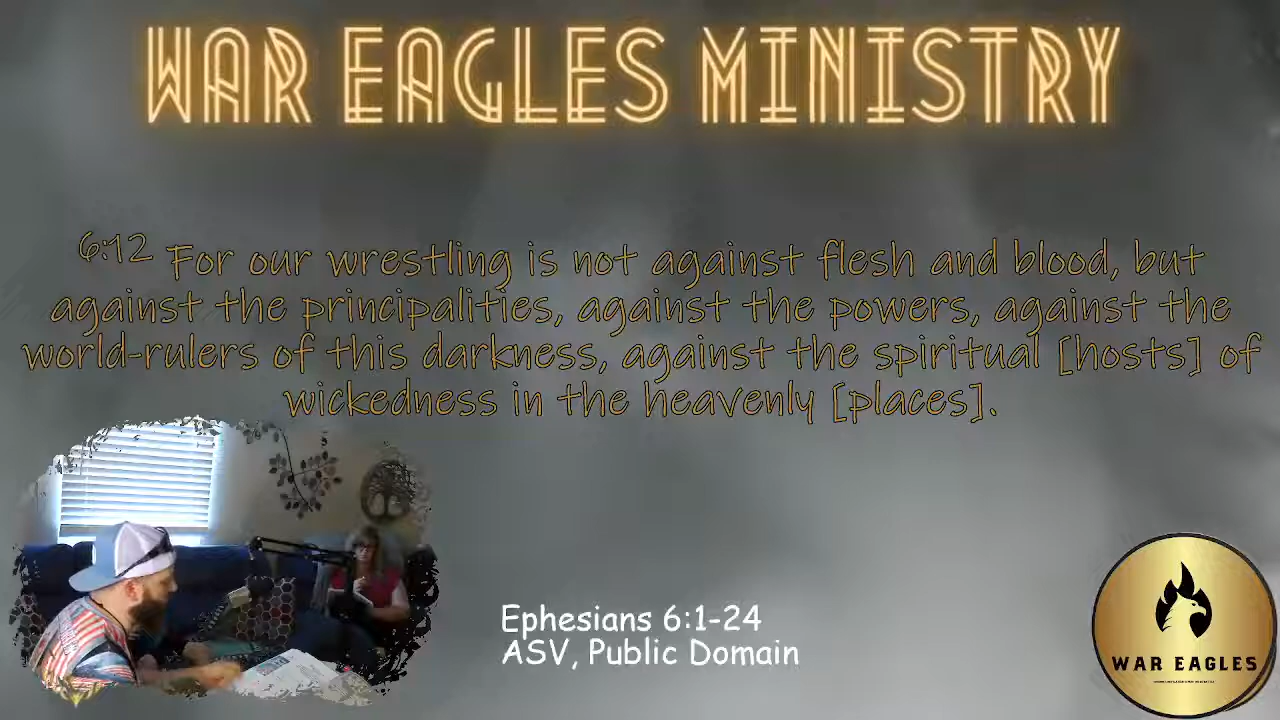 WAR EAGLES MINISTRY
6:12 For our wrestling is not against flesh and blood, but
against the principalities, against the powers, against the
world-rulers of this darkness, against the spiritual [hosts] of
wickedness in the heavenly [places].
Ephesians 6:1-24
ASV, Public Domain
WAR EAGLES